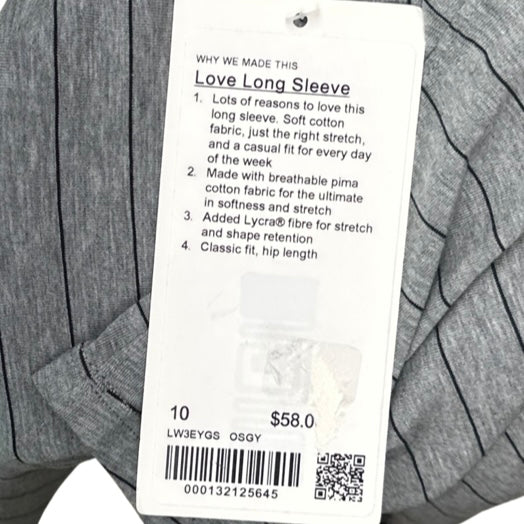 WHY WE MADE THIS
Love Long Sleeve
1. Lots of reasons to love this
long sleeve. Soft cotton
fabric, just the right stretch,
and a casual fit for every day
of the week
2. Made with breathable pima
cotton fabric for the ultimate
in softness and stretch
3. Added Lycra® fibre for stretch
and shape retention
4. Classic fit, hip length
10 $58.0
LW3EYGS OSGY
000132125645